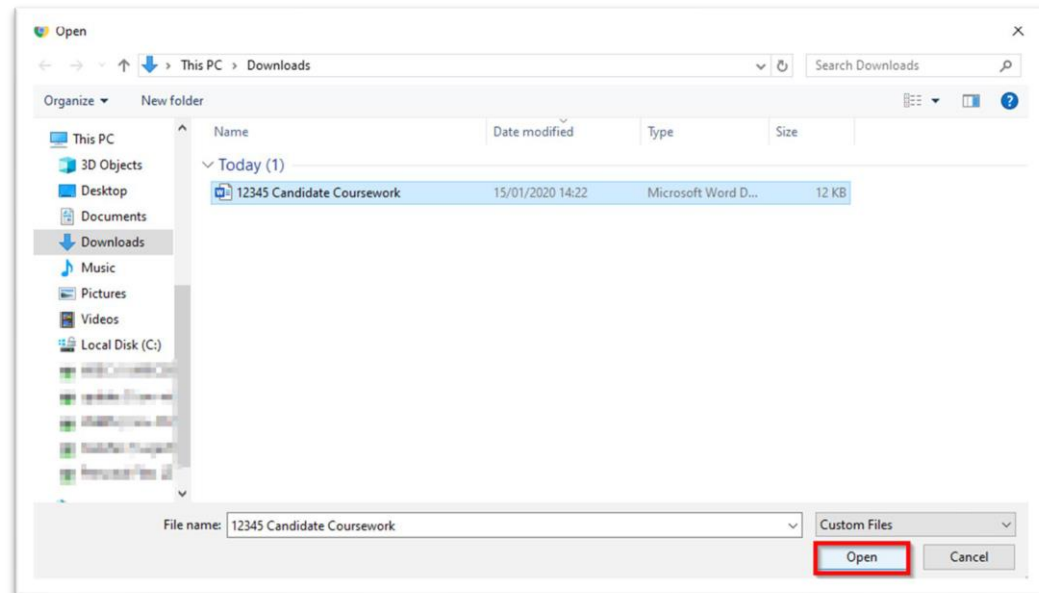 Open
This PC > Downloads
Search Downloads
Organize
New folder
Name
Date modified
Type
Size
This PC
3D Objects
Desktop
Documents
Downloads
Music
Pictures
Videos
Local Disk (C:)
Today (1)
12345 Candidate Coursework 15/01/2020 14:22 Microsoft Word D... 12 KB
File name: 12345 Candidate Coursework
Custom Files
Open
Cancel